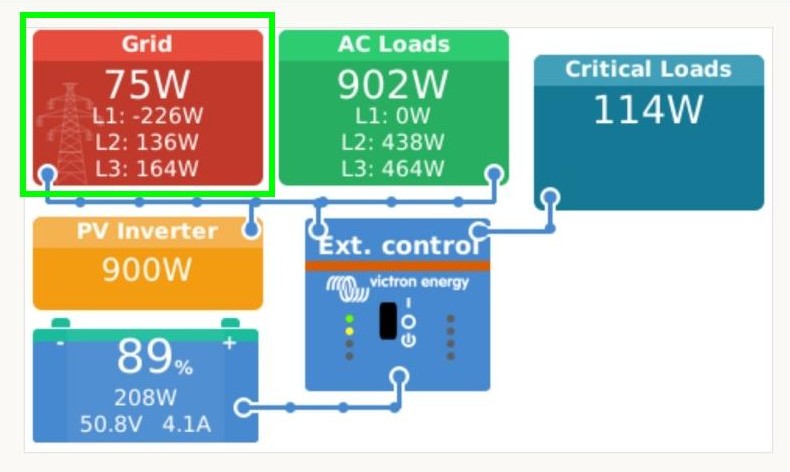 Grid
75W
L1: -226W
L2: 136W
L3: 164W
AC Loads
902W
L1: 0W
L2: 438W
L3: 464W
Critical Loads
114W
PV Inverter
900W
Ext. control
victron energy
- +
89%
208W
50.8V 4.1A